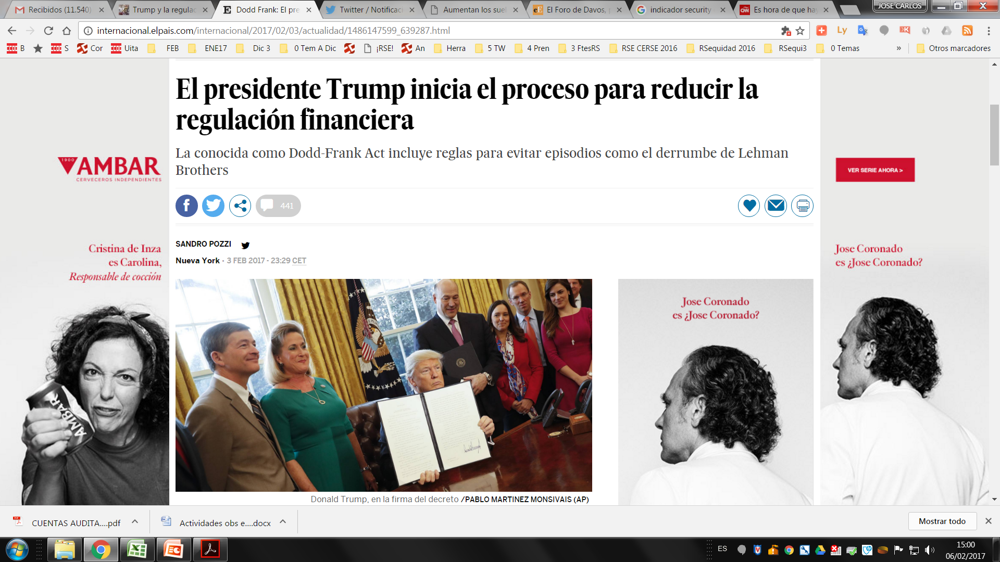 Recibidos (11.540)
Trump y la regulac
Dodd Frank: El pre
Twitter / Notificaci
Aumentan los suel
El Foro de Davos, p
indicador security
Es hora de que hay
JOSE CARLOS
internacional.elpais.com/internacional/2017/02/03/actualidad/1486147599_639287.html
B S Cor Uita FEB ENE17 Dic 3 0 Tem A Dic ¡RSE! An Herra 5 TW 4 Pren 3 FtesRS RSE CERSE 2016 RSequidad 2016 RSequi3 0 Temas » Otros marcadores
El presidente Trump inicia el proceso para reducir la
regulación financiera
La conocida como Dodd-Frank Act incluye reglas para evitar episodios como el derrumbe de Lehman
Brothers
1900
AMBAR
CERVECEROS INDEPENDIENTES
VER SERIE AHORA >
441
SANDRO POZZI
Nueva York - 3 FEB 2017 - 23:29 CET
Cristina de Inza
es Carolina,
Responsable de cocción
AMBAR
Jose Coronado
es ¿Jose Coronado?
Jose Coronado
es ¿Jose Coronado?
Donald Trump, en la firma del decreto /PABLO MARTINEZ MONSIVAIS (AP)
CUENTAS AUDITA....pdf
Actividades obs e....docx
Mostrar todo
ES
15:00
06/02/2017